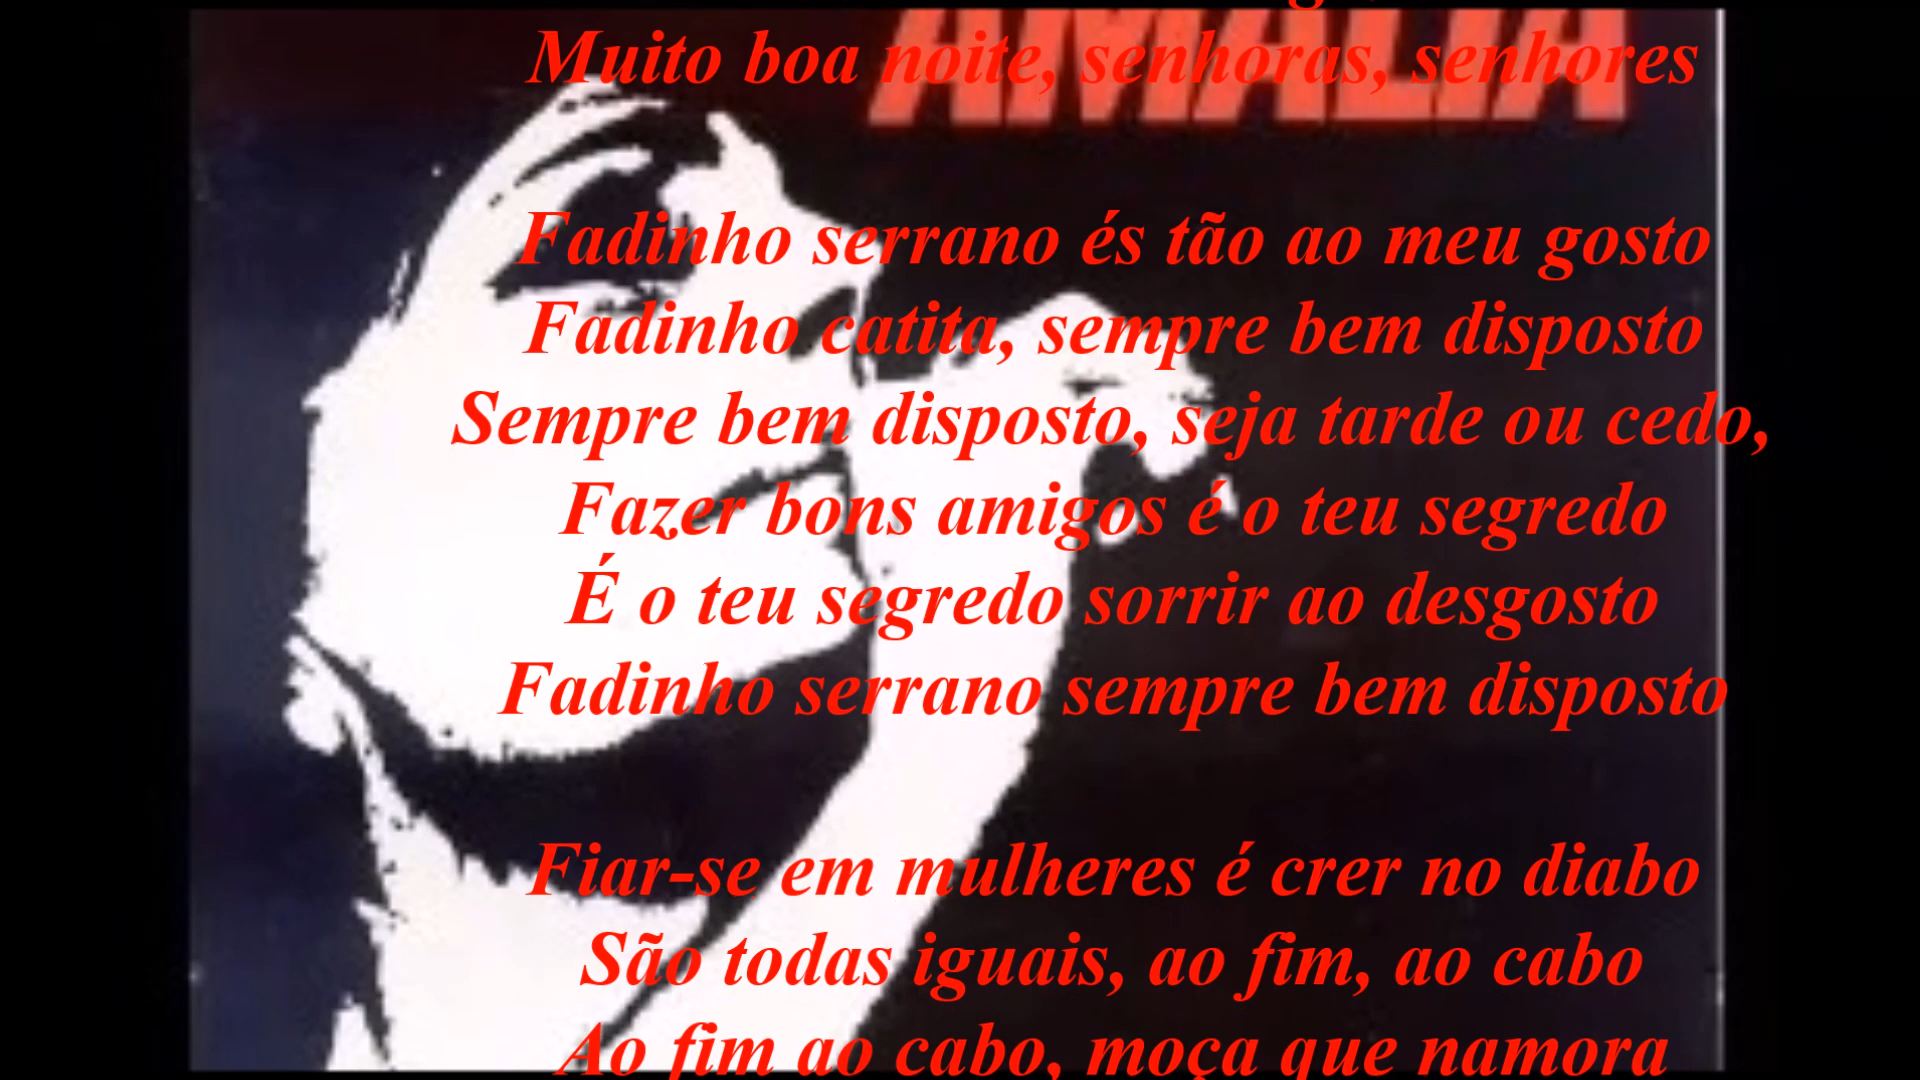 AMALIA
Muito boa noite, senhoras, senhores
Fadinho serrano és tão ao meu gosto
Fadinho catita, sempre bem disposto
Sempre bem disposto, seja tarde ou cedo,
Fazer bons amigos é o teu segredo
É o teu segredo sorrir ao desgosto
Fadinho serrano sempre bem disposto
Fiar-se em mulheres é crer no diabo
São todas iguais, ao fim, ao cabo
Ao fim ao cabo, moça que namora